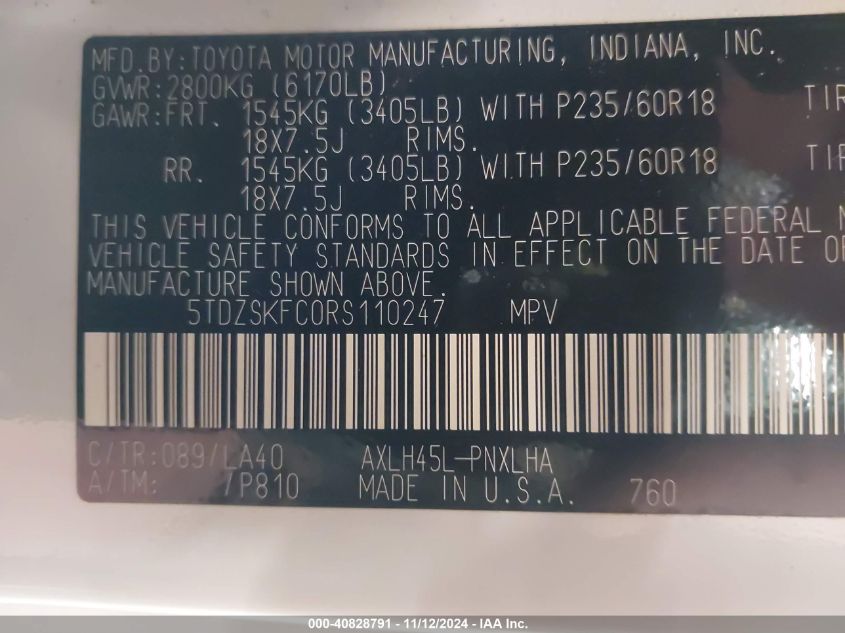 MFD.BY:TOYOTA MOTOR MANUFACTURING, INDIANA, INC.
GVWR:2800KG (6170LB)
GAWR:FRT. 1545KG (3405LB) WITH P235/60R18 TIR
18X7.5J RIMS.
RR. 1545KG (3405LB) WITH P235/60R18 TIR
18X7.5J RIMS.
THIS VEHICLE CONFORMS TO ALL APPLICABLE FEDERAL M
VEHICLE SAFETY STANDARDS IN EFFECT ON THE DATE OF
MANUFACTURE SHOWN ABOVE.
5TDZSKFC0RS110247 MPV
C/TR:089/LA40 AXLH45L-PNXLHA
A/TM: /P810 MADE IN U.S.A. 760
000-40828791 - 11/12/2024 - IAA Inc.